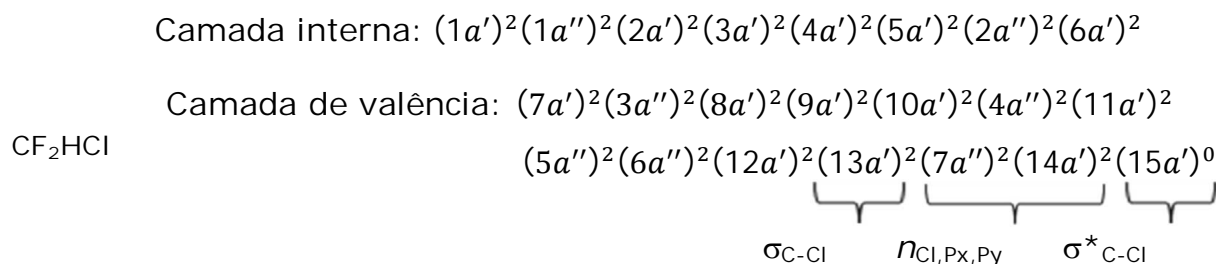 Camada interna: (1a′)²(1a′′)²(2a′)²(3a′)²(4a′)²(5a′)²(2a′′)²(6a′)²
Camada de valência: (7a′)²(3a′′)²(8a′)²(9a′)²(10a′)²(4a′′)²(11a′)²
CF₂HCl
(5a′′)²(6a′′)²(12a′)²(13a′)²(7a′′)²(14a′)²(15a′)⁰
σC-Cl nCl,Px,Py σ*C-Cl